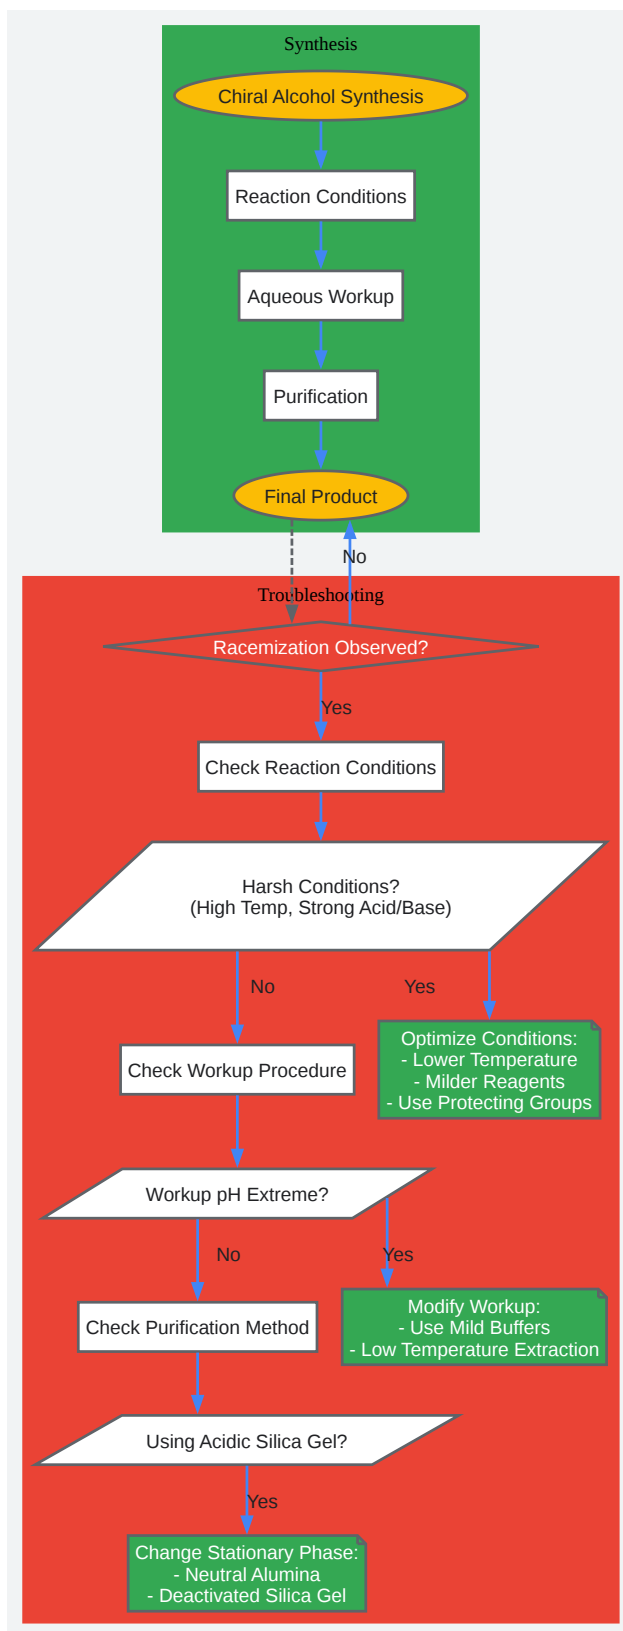 Synthesis
Chiral Alcohol Synthesis
Reaction Conditions
Aqueous Workup
Purification
Final Product
No
Troubleshooting
Racemization Observed?
Yes
Check Reaction Conditions
Harsh Conditions?
(High Temp, Strong Acid/Base)
No
Yes
Optimize Conditions:
- Lower Temperature
- Milder Reagents
- Use Protecting Groups
Check Workup Procedure
Workup pH Extreme?
No
Yes
Modify Workup:
- Use Mild Buffers
- Low Temperature Extraction
Check Purification Method
Using Acidic Silica Gel?
Yes
Change Stationary Phase:
- Neutral Alumina
- Deactivated Silica Gel